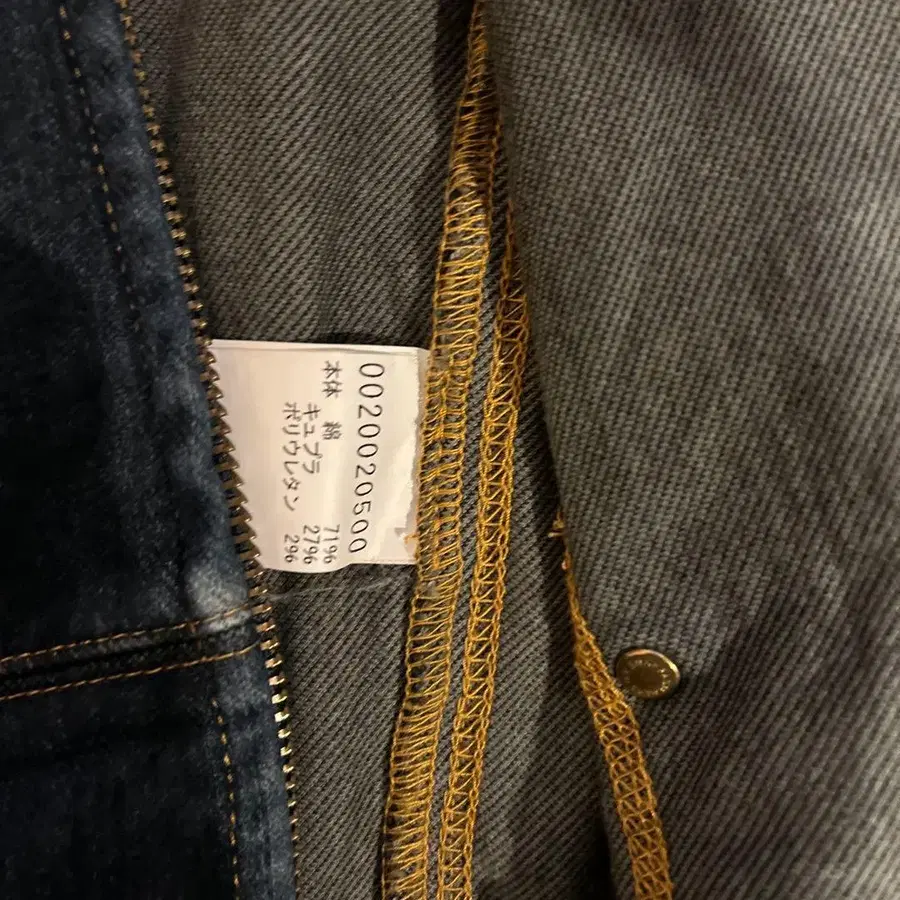 0020020500
本体 綿 71%
キュプラ 27%
ポリウレタン 2%